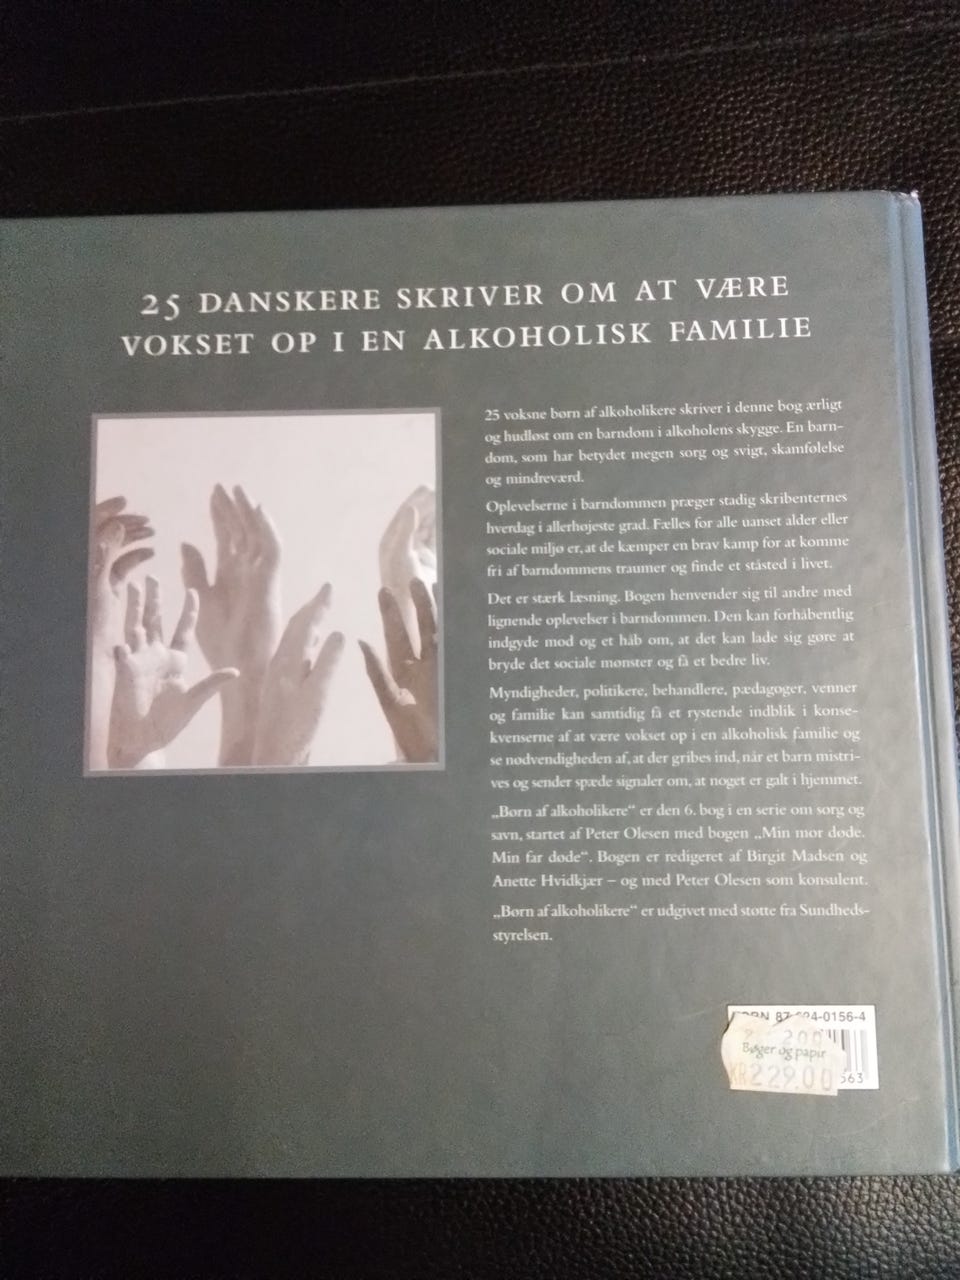 25 DANSKERE SKRIVER OM AT VÆRE
VOKSET OP I EN ALKOHOLISK FAMILIE
25 voksne børn af alkoholikere skriver i denne bog ærligt
og hudløst om en barndom i alkoholens skygge. En barn-
dom, som har betydet megen sorg og svigt, skamfølelse
og mindreværd.
Oplevelserne i barndommen præger stadig skribenternes
hverdag i allerhøjeste grad. Fælles for alle uanset alder eller
sociale miljø er, at de kæmper en brav kamp for at komme
fri af barndommens traumer og finde et ståsted i livet.
Det er stærk læsning. Bogen henvender sig til andre med
lignende oplevelser i barndommen. Den kan forhåbentlig
indgyde mod og et håb om, at det kan lade sig gøre at
bryde det sociale mønster og få et bedre liv.
Myndigheder, politikere, behandlere, pædagoger, venner
og familie kan samtidig få et rystende indblik i konse-
kvenserne af at være vokset op i en alkoholisk familie og
se nødvendigheden af, at der gribes ind, når et barn mistri-
ves og sender spæde signaler om, at noget er galt i hjemmet.
„Børn af alkoholikere“ er den 6. bog i en serie om sorg og
savn, startet af Peter Olesen med bogen „Min mor døde.
Min far døde“. Bogen er redigeret af Birgit Madsen og
Anette Hvidkjær – og med Peter Olesen som konsulent.
„Børn af alkoholikere“ er udgivet med støtte fra Sundheds-
styrelsen.
87 24-0156-4
200
Bøger og papir
KR229.00
563